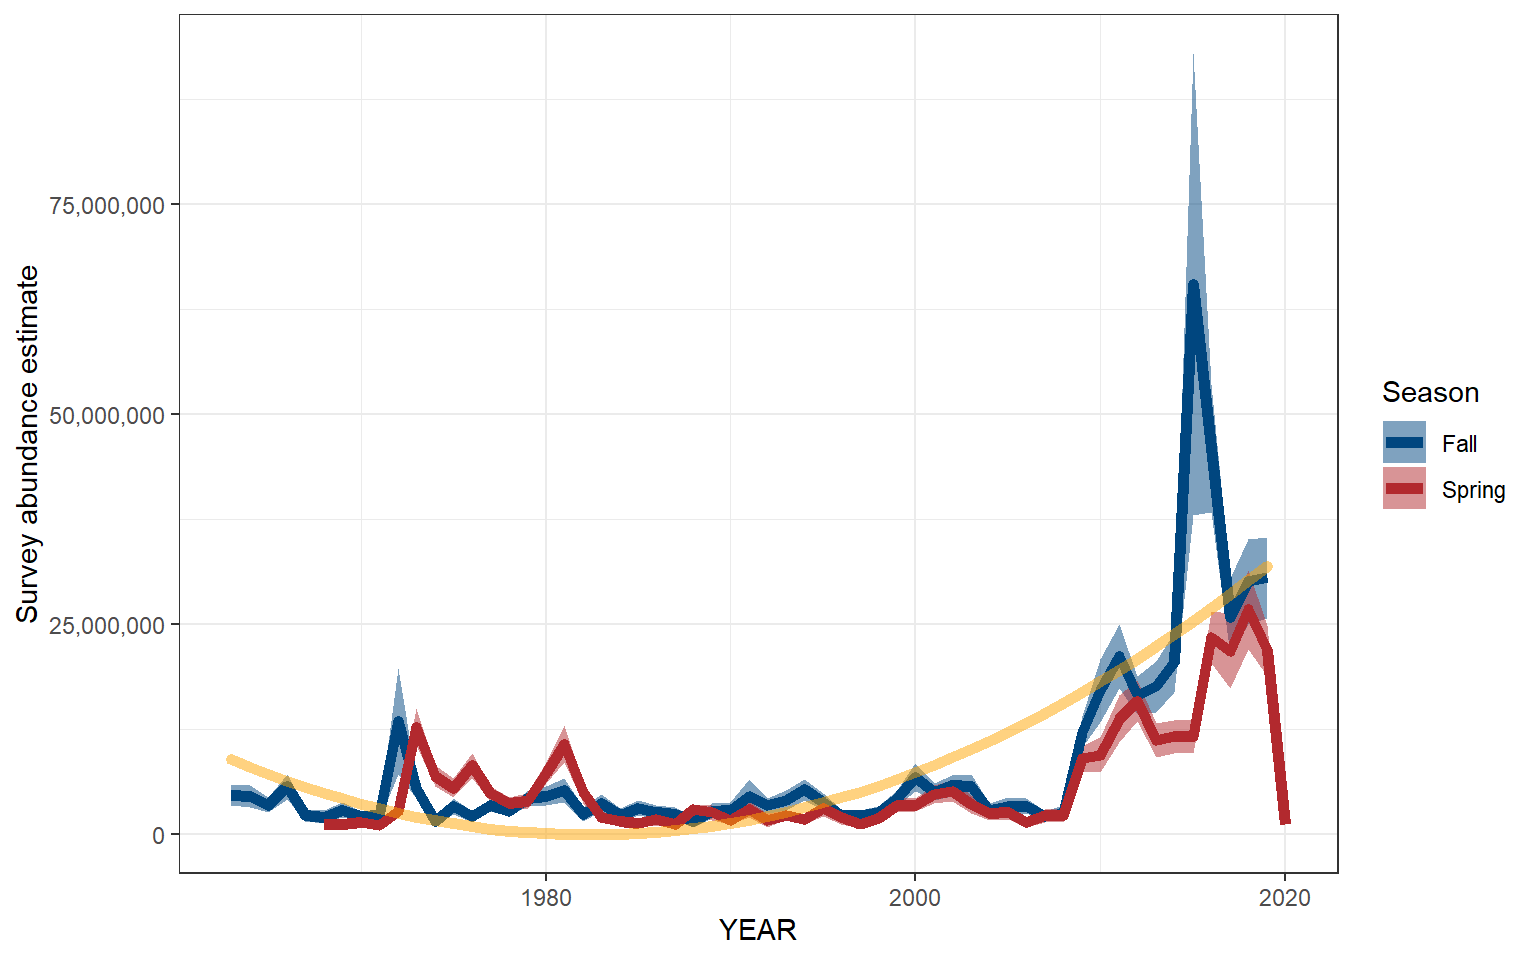 Survey abundance estimate
75,000,000
50,000,000
25,000,000
0
1980
2000
2020
YEAR
Season
Fall
Spring